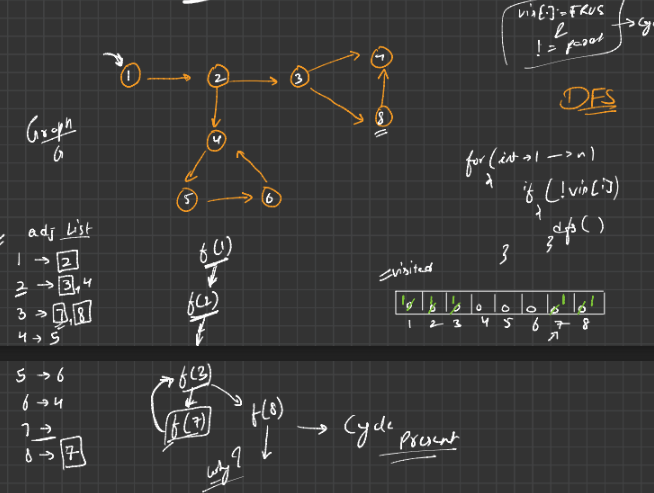 vis[i] = TRUE
&
!= parent
→ cyc
DFS
1
2
3
7
8
4
5
6
Graph
G
for (int → 1 → n)
{
if (!vis[i])
{
dfs()
}
}
adj List
1 → 2
2 → 3, 4
3 → 7, 8
4 → 5
5 → 6
6 → 4
7 →
8 → 7
f(1)
f(2)
f(3)
f(7)
f(8)
why?
→ Cycle
Present
visited
1 1 1 0 0 0 1 1
1 2 3 4 5 6 7 8